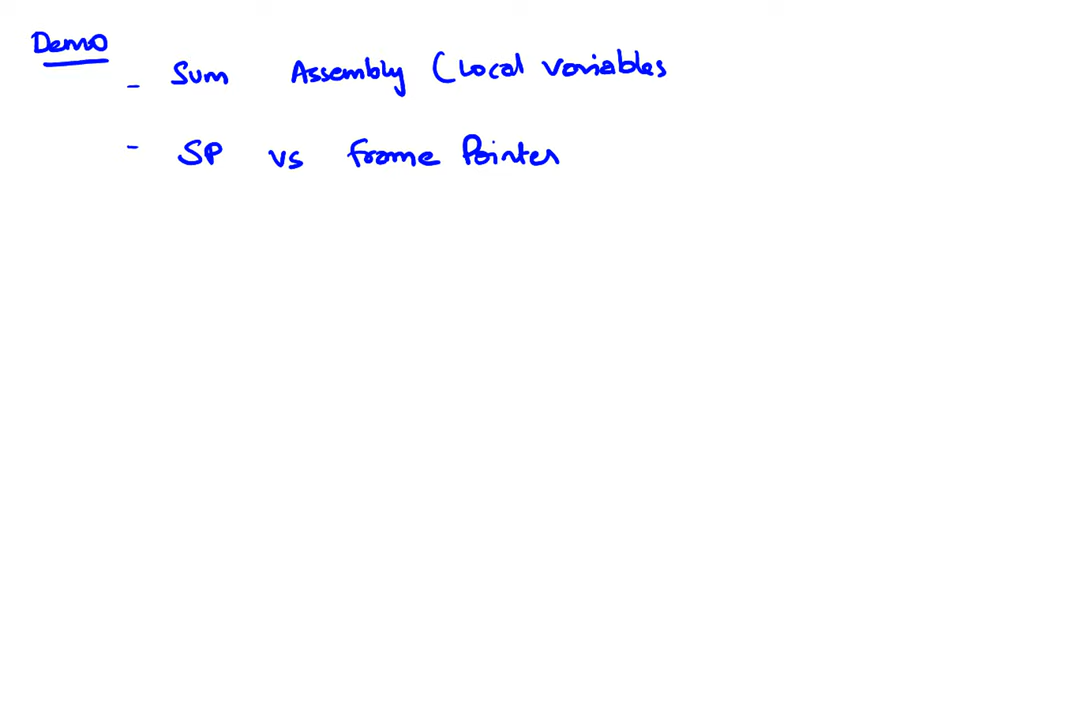 Demo
- Sum Assembly (Local Variables
- SP vs Frame Pointer